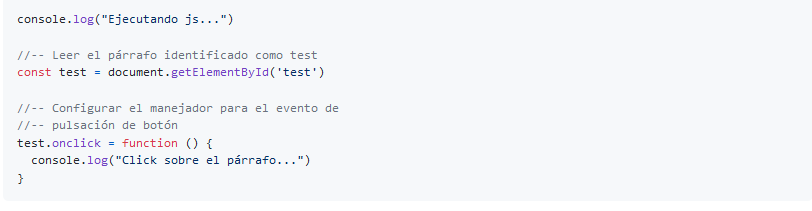 console.log("Ejecutando js...")
//-- Leer el párrafo identificado como test
const test = document.getElementById('test')
//-- Configurar el manejador para el evento de
//-- pulsación de botón
test.onclick = function () {
  console.log("Click sobre el párrafo...")
}